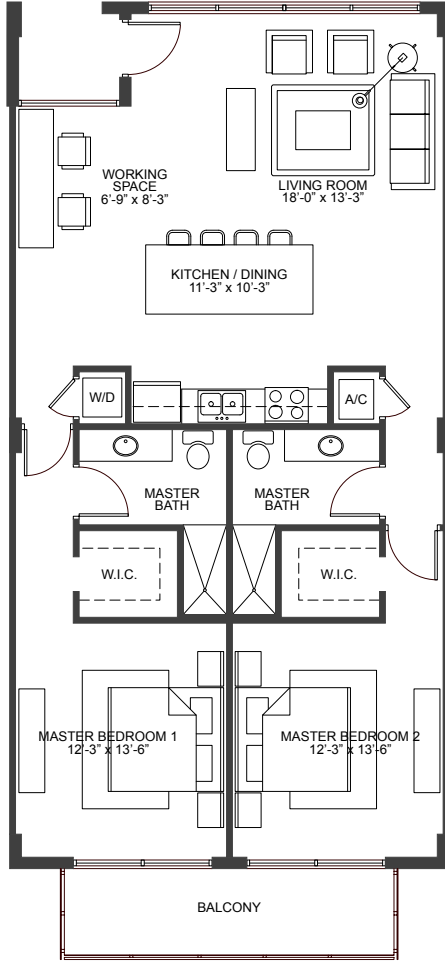 WORKING
SPACE
6'-9" x 8'-3"
LIVING ROOM
18'-0" x 13'-3"
KITCHEN / DINING
11'-3" x 10'-3"
W/D
A/C
MASTER
BATH
MASTER
BATH
W.I.C.
W.I.C.
MASTER BEDROOM 1
12'-3" x 13'-6"
MASTER BEDROOM 2
12'-3" x 13'-6"
BALCONY